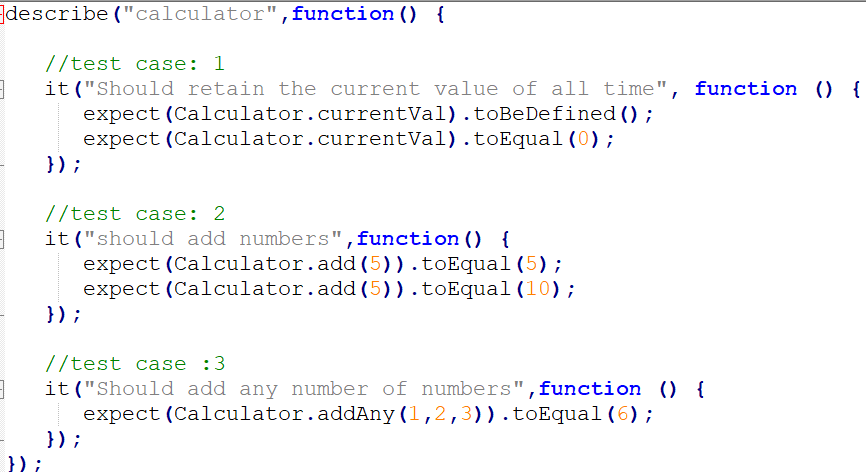 describe("calculator",function() {
//test case: 1
it("Should retain the current value of all time", function () {
expect(Calculator.currentVal).toBeDefined();
expect(Calculator.currentVal).toEqual(0);
});
//test case: 2
it("should add numbers",function() {
expect(Calculator.add(5)).toEqual(5);
expect(Calculator.add(5)).toEqual(10);
});
//test case :3
it("Should add any number of numbers",function () {
expect(Calculator.addAny(1,2,3)).toEqual(6);
});
});